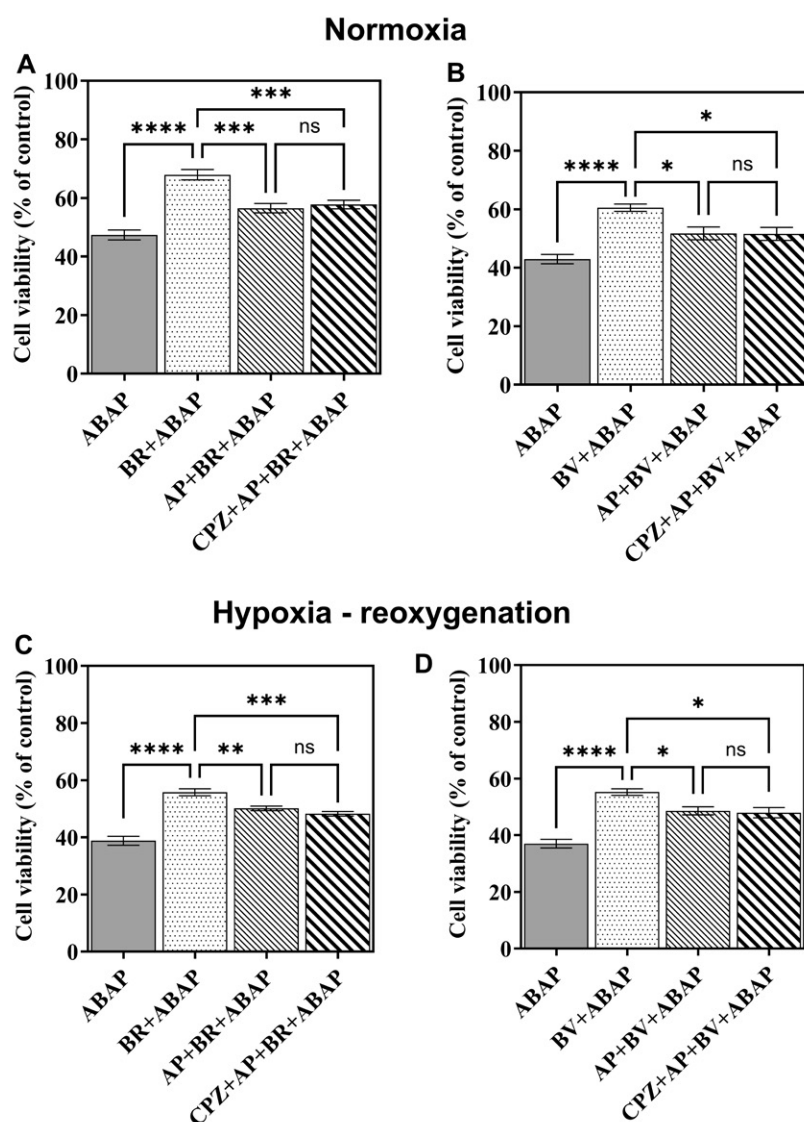 Normoxia
A
Cell viability (% of control)
100
80
60
40
20
0
****
***
***
ns
ABAP
BR+ABAP
AP+BR+ABAP
CPZ+AP+BR+ABAP
B
Cell viability (% of control)
100
80
60
40
20
0
****
*
*
ns
ABAP
BV+ABAP
AP+BV+ABAP
CPZ+AP+BV+ABAP
Hypoxia - reoxygenation
C
Cell viability (% of control)
100
80
60
40
20
0
****
**
***
ns
ABAP
BR+ABAP
AP+BR+ABAP
CPZ+AP+BR+ABAP
D
Cell viability (% of control)
100
80
60
40
20
0
****
*
*
ns
ABAP
BV+ABAP
AP+BV+ABAP
CPZ+AP+BV+ABAP